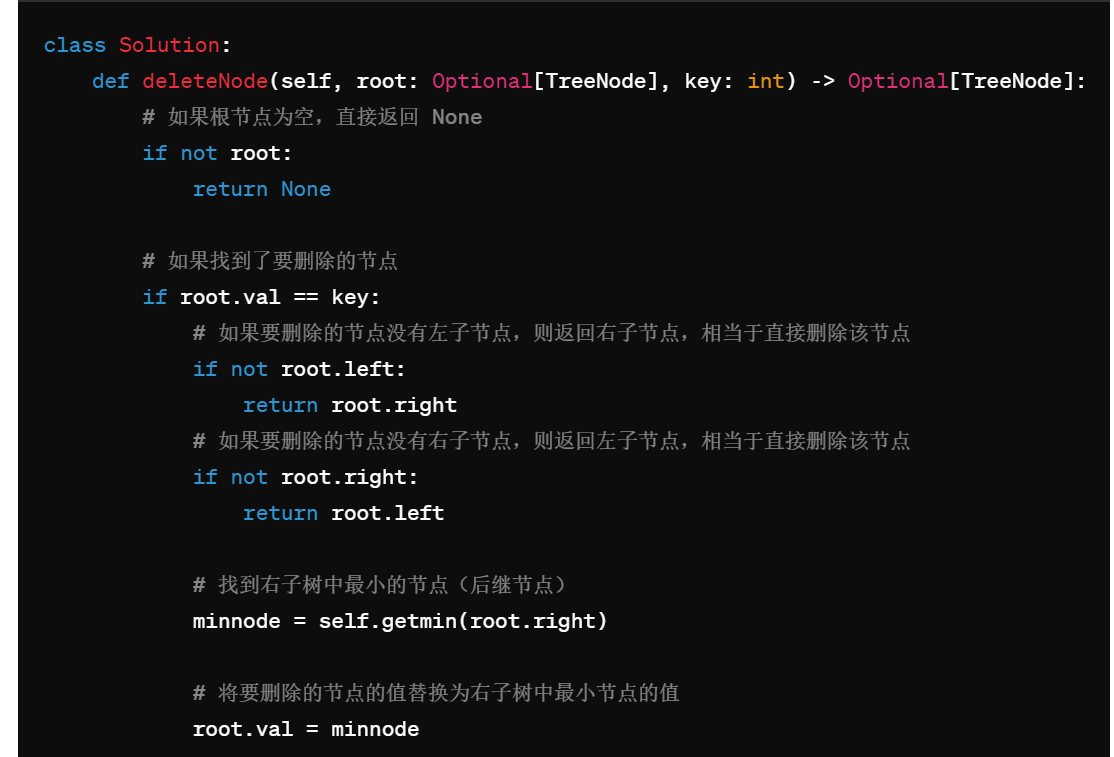 class Solution:
    def deleteNode(self, root: Optional[TreeNode], key: int) -> Optional[TreeNode]:
        # 如果根节点为空，直接返回 None
        if not root:
            return None
        # 如果找到了要删除的节点
        if root.val == key:
            # 如果要删除的节点没有左子节点，则返回右子节点，相当于直接删除该节点
            if not root.left:
                return root.right
            # 如果要删除的节点没有右子节点，则返回左子节点，相当于直接删除该节点
            if not root.right:
                return root.left
            # 找到右子树中最小的节点（后继节点）
            minnode = self.getmin(root.right)
            # 将要删除的节点的值替换为右子树中最小节点的值
            root.val = minnode